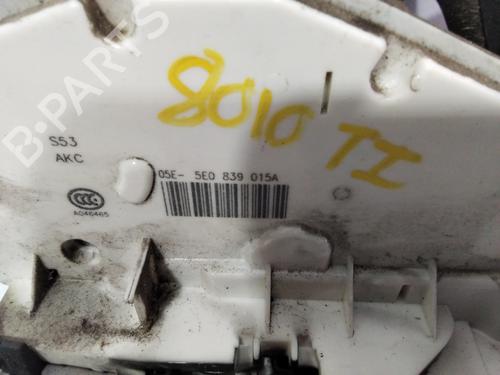 8010 TI
S53
AKC
05E- 5E0 839 015A
A046465
B-PARTS